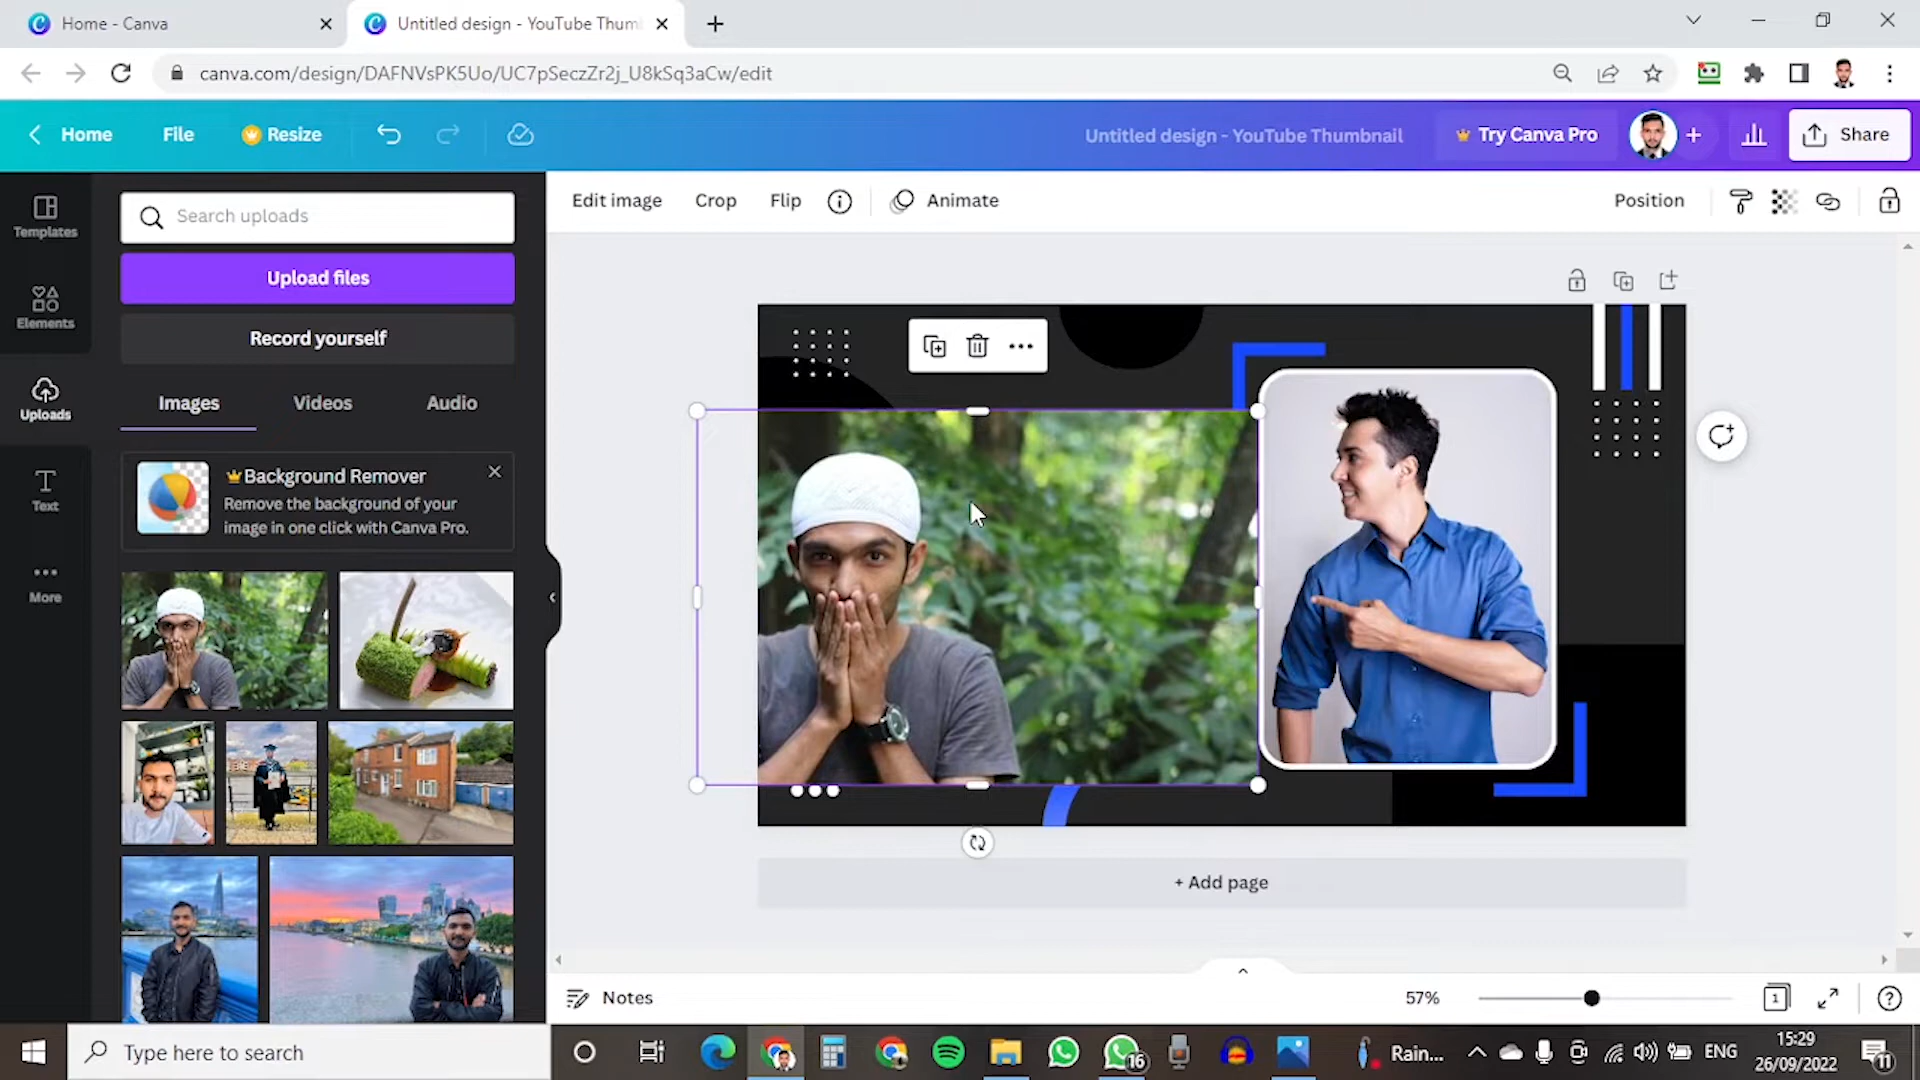 Home - Canva
Untitled design - YouTube Thum
canva.com/design/DAFNVsPK5Uo/UC7pSeczZr2j_U8kSq3aCw/edit
Home
File
Resize
Untitled design - YouTube Thumbnail
Try Canva Pro
Share
Templates
Elements
Uploads
Text
More
Search uploads
Upload files
Record yourself
Images
Videos
Audio
Background Remover
Remove the background of your
image in one click with Canva Pro.
Edit image
Crop
Flip
Animate
Position
+ Add page
Notes
57%
1
Type here to search
16
Rain...
ENG
15:29
26/09/2022
11